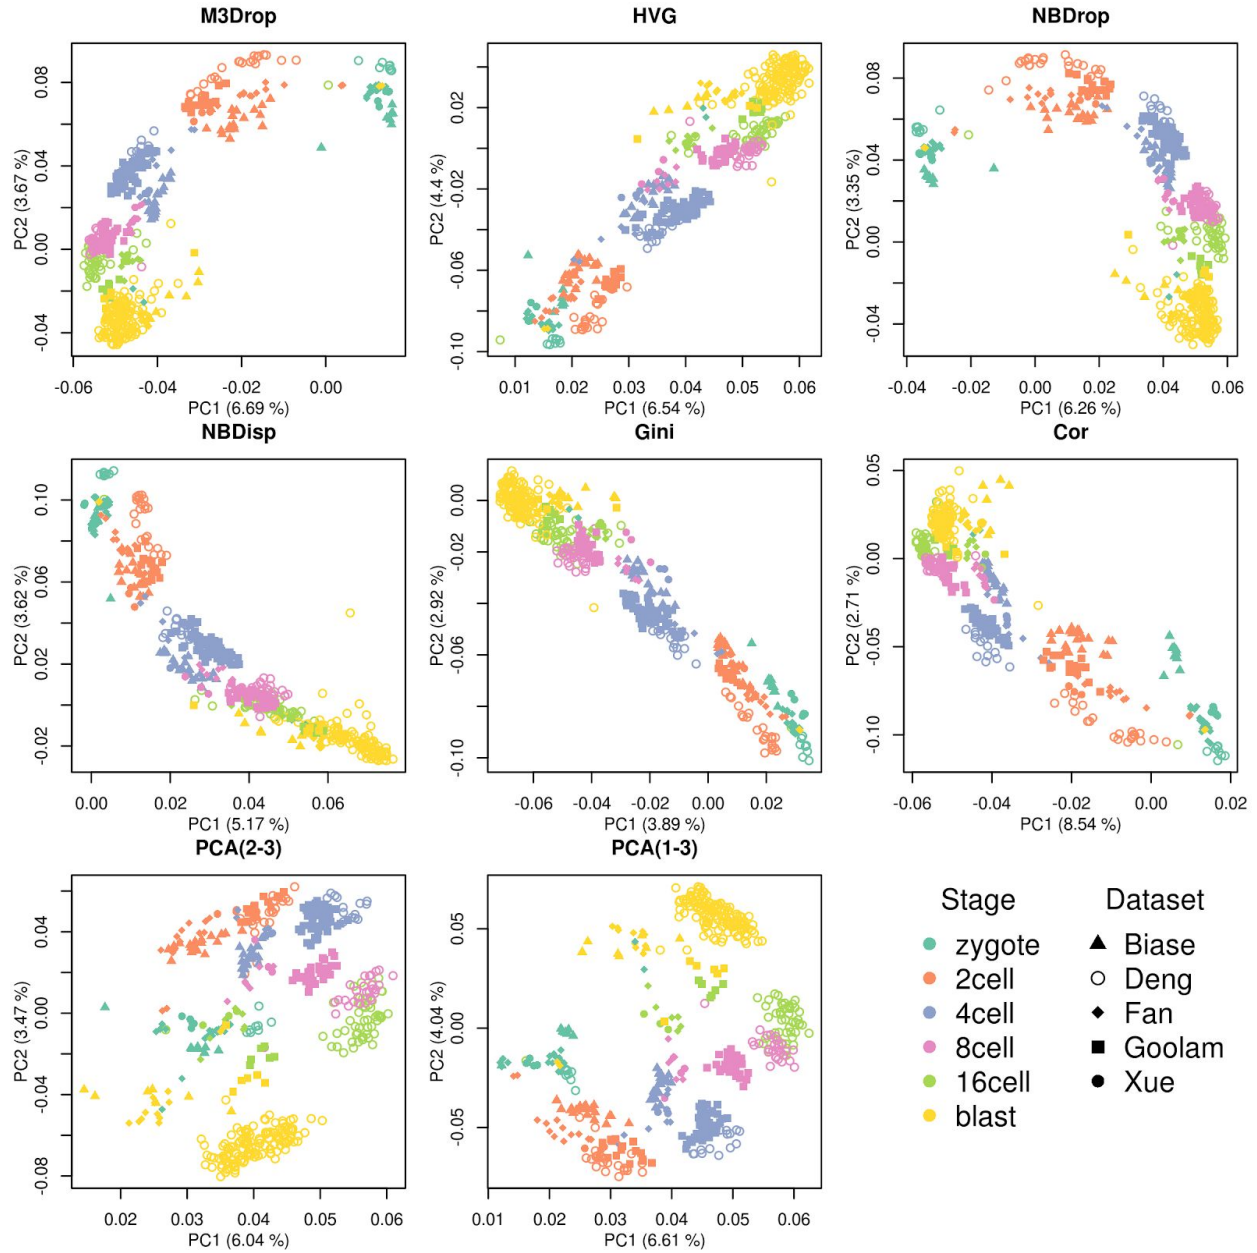 M3Drop
HVG
NBDrop
0.08
0.04
0.00
-0.04
PC2 (3.67 %)
-0.06
-0.04
-0.02
0.00
PC1 (6.69 %)
0.02
-0.02
-0.06
-0.10
PC2 (4.4 %)
0.01
0.02
0.03
0.04
0.05
0.06
PC1 (6.54 %)
0.08
0.04
0.00
-0.04
PC2 (3.35 %)
-0.04
-0.02
0.00
0.02
0.04
0.06
PC1 (6.26 %)
NBDisp
Gini
Cor
0.10
0.06
0.02
-0.02
PC2 (3.62 %)
0.00
0.02
0.04
0.06
PC1 (5.17 %)
0.00
-0.02
-0.06
-0.10
PC2 (2.92 %)
-0.06
-0.04
-0.02
0.00
0.02
PC1 (3.89 %)
0.05
0.00
-0.05
-0.10
PC2 (2.71 %)
-0.06
-0.04
-0.02
0.00
0.02
PC1 (8.54 %)
PCA(2-3)
PCA(1-3)
0.04
0.00
-0.04
-0.08
PC2 (3.47 %)
0.02
0.03
0.04
0.05
0.06
PC1 (6.04 %)
0.05
0.00
-0.05
PC2 (4.04 %)
0.01
0.02
0.03
0.04
0.05
0.06
PC1 (6.61 %)
Stage
zygote
2cell
4cell
8cell
16cell
blast
Dataset
Biase
Deng
Fan
Goolam
Xue